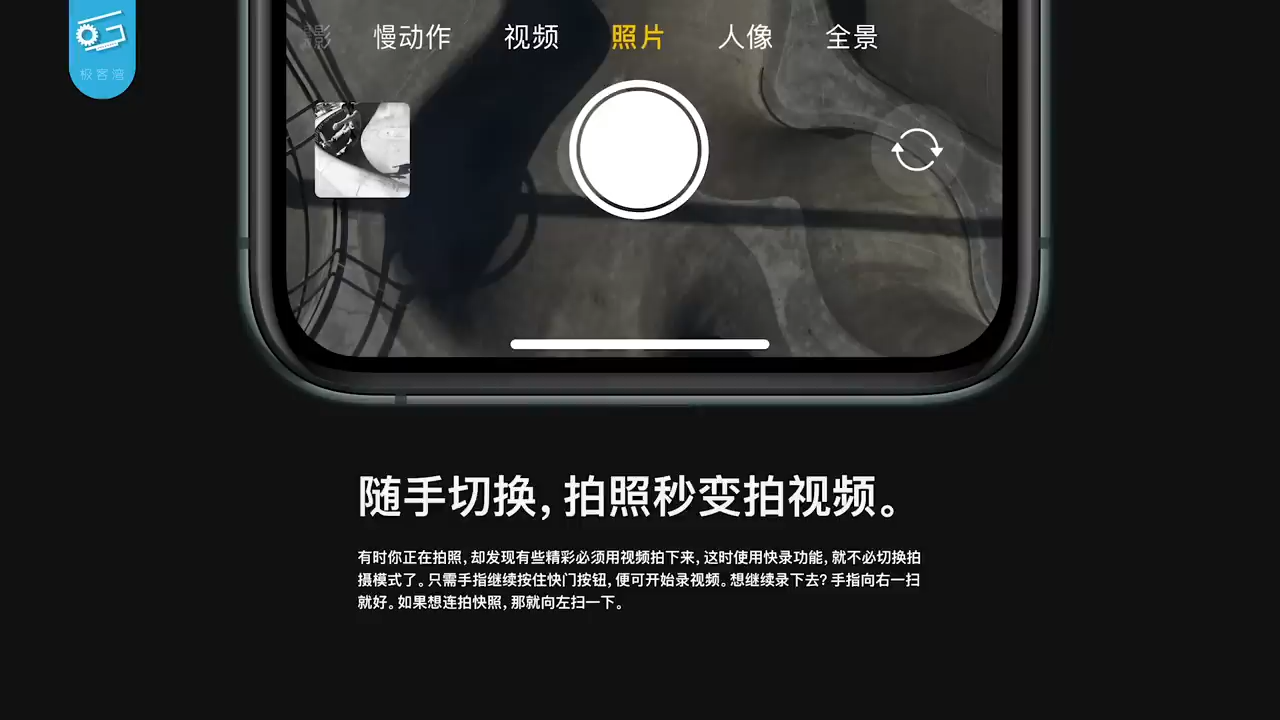 极客湾
影 慢动作 视频 照片 人像 全景
随手切换，拍照秒变拍视频。
有时你正在拍照，却发现有些精彩必须用视频拍下来，这时使用快录功能，就不必切换拍
摄模式了。只需手指继续按住快门按钮，便可开始录视频。想继续录下去？手指向右一扫
就好。如果想连拍快照，那就向左扫一下。